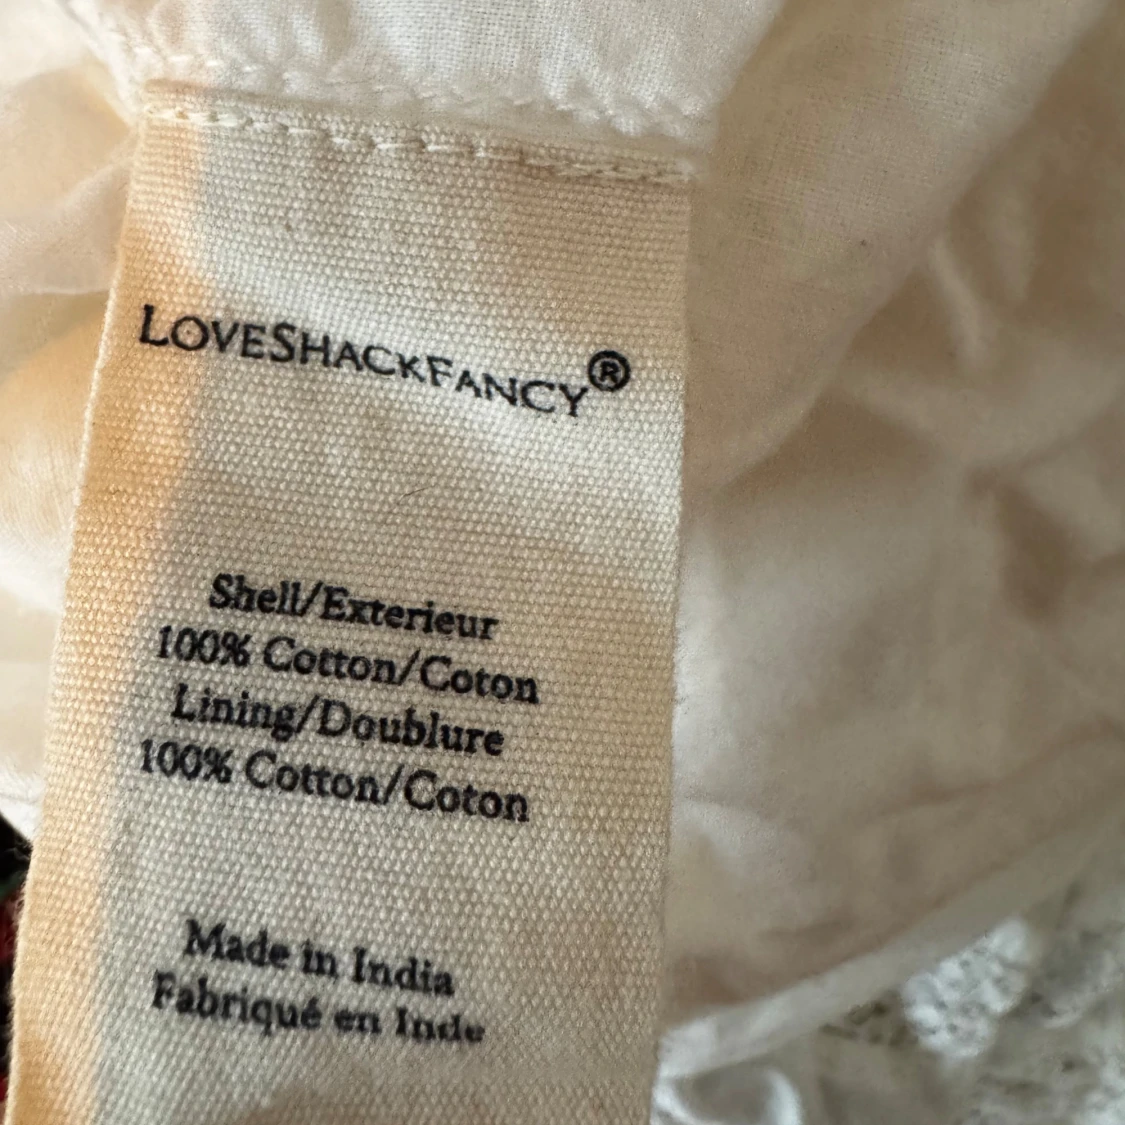 LOVESHACKFANCY®
Shell/Exterieur
100% Cotton/Coton
Lining/Doublure
100% Cotton/Coton
Made in India
Fabriqué en Inde